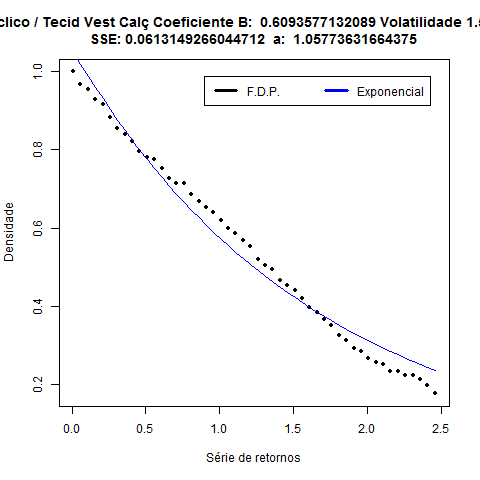 clico / Tecid Vest Calç Coeficiente B: 0.6093577132089 Volatilidade 1.5
SSE: 0.0613149266044712 a: 1.05773631664375
F.D.P.
Exponencial
Densidade
1.0
0.8
0.6
0.4
0.2
0.0 0.5 1.0 1.5 2.0 2.5
Série de retornos